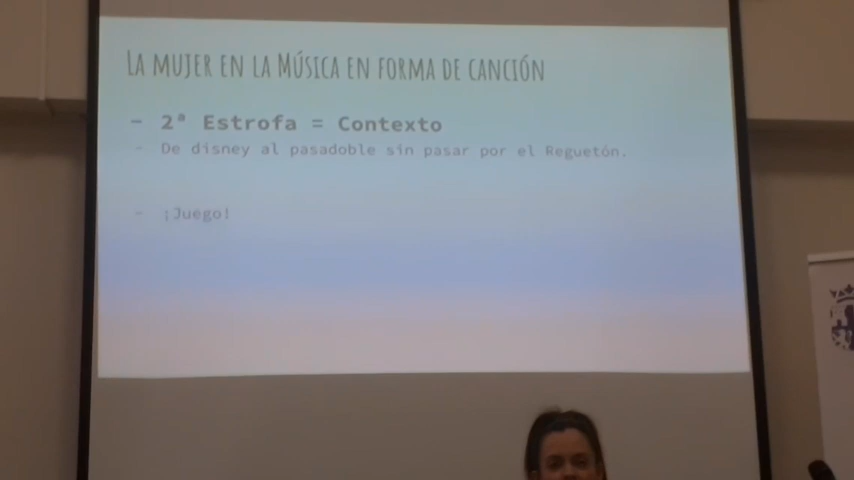 La mujer en la Música en forma de canción
- 2ª Estrofa = Contexto
- De disney al pasadoble sin pasar por el Reguetón.
- ¡Juego!